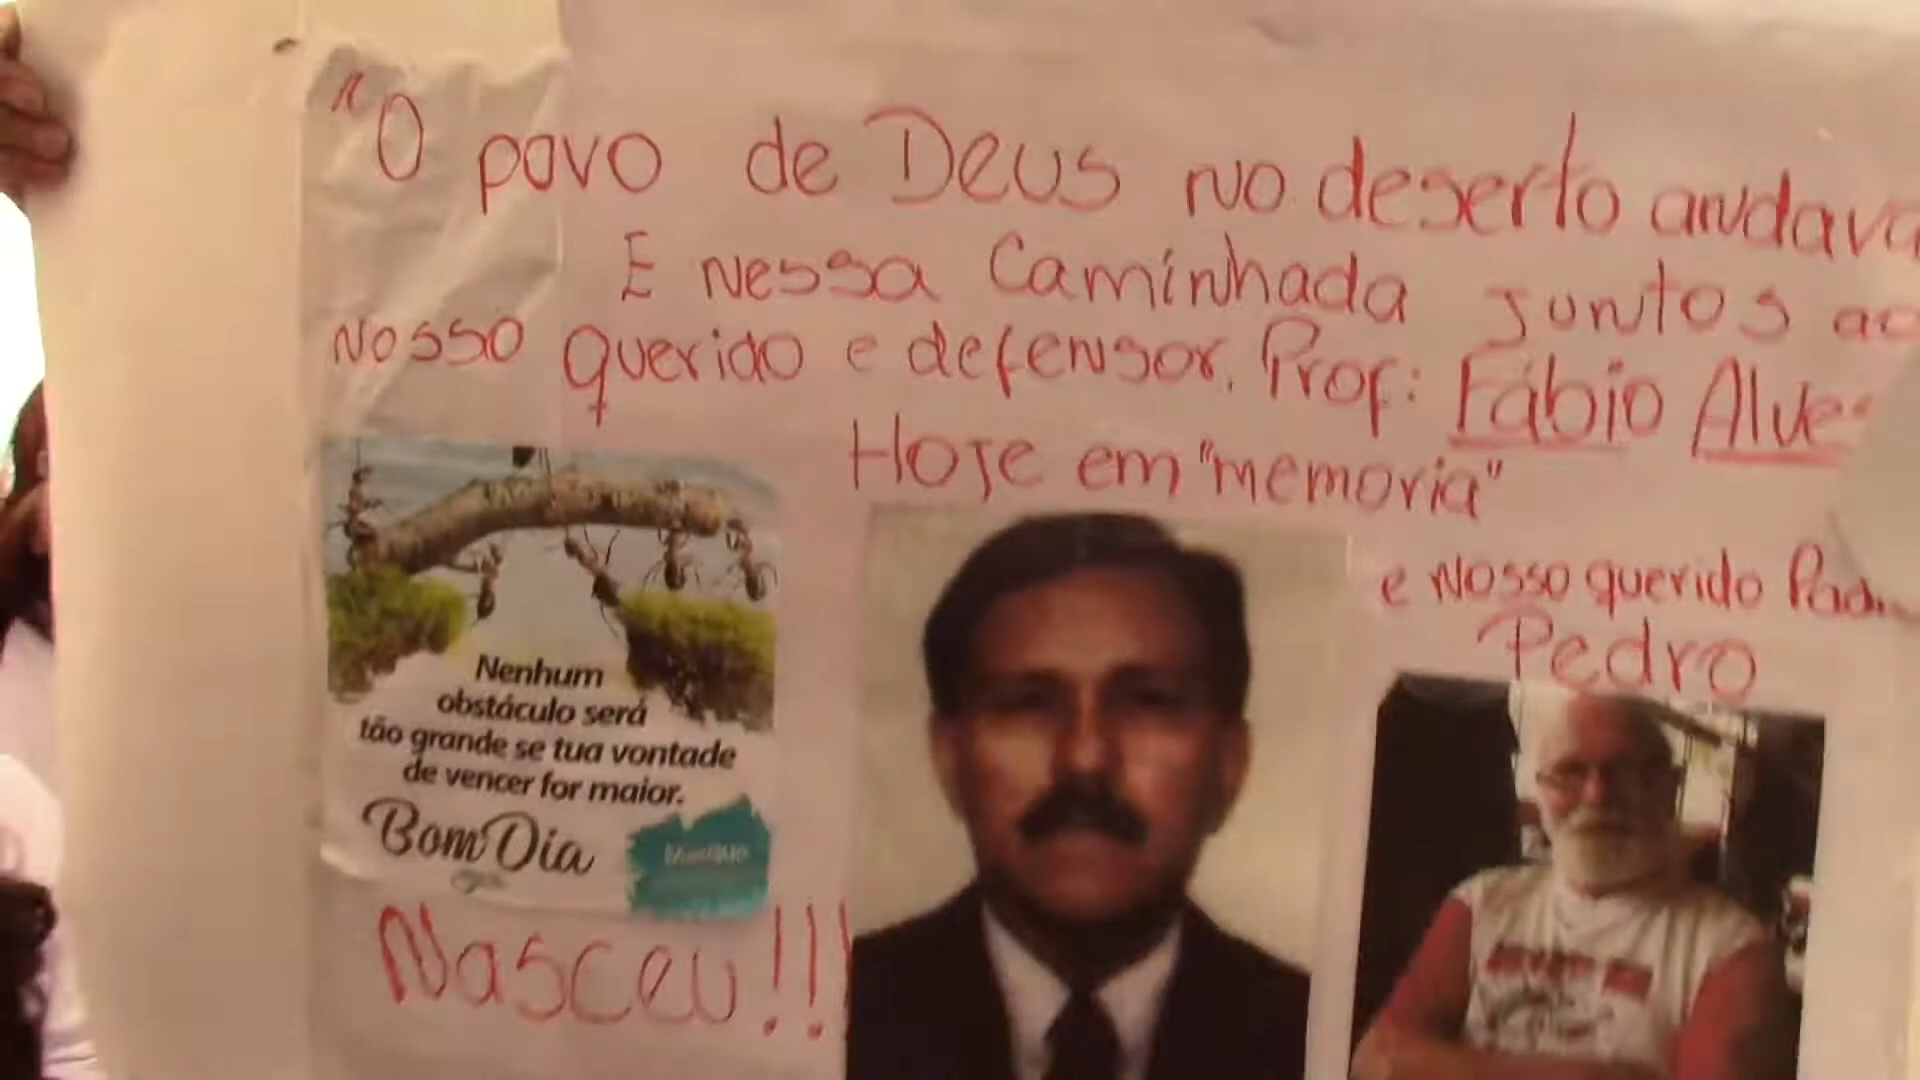 "O povo de Deus no deserto andava
E nessa Caminhada juntos ao
nosso querido e defensor. Prof: Fábio Alves
Hoje em "memoria"
e nosso querido
Pedro
Nenhum
obstáculo será
tão grande se tua vontade
de vencer for maior.
Bom Dia
Nasceu!!!